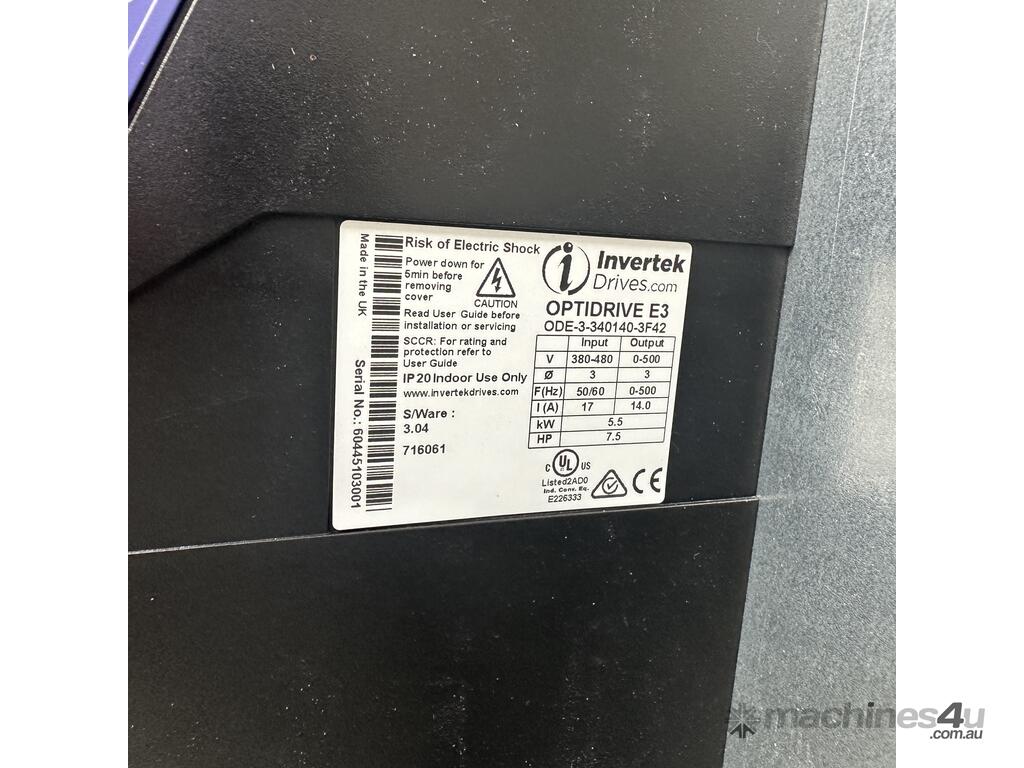 Made in the UK
Serial No.: 60445103001
Risk of Electric Shock
Power down for
5min before
removing
cover
CAUTION
Read User Guide before
installation or servicing
SCCR: For rating and
protection refer to
User Guide
IP20 Indoor Use Only
www.invertekdrives.com
S/Ware :
3.04
716061
i Invertek
Drives.com
OPTIDRIVE E3
ODE-3-340140-3F42
Input Output
V 380-480 0-500
Ø 3 3
F(Hz) 50/60 0-500
I (A) 17 14.0
kW 5.5
HP 7.5
C UL US
Listed2AD0
Ind. Conv. Eq.
E226333
CE
machines4u
.com.au